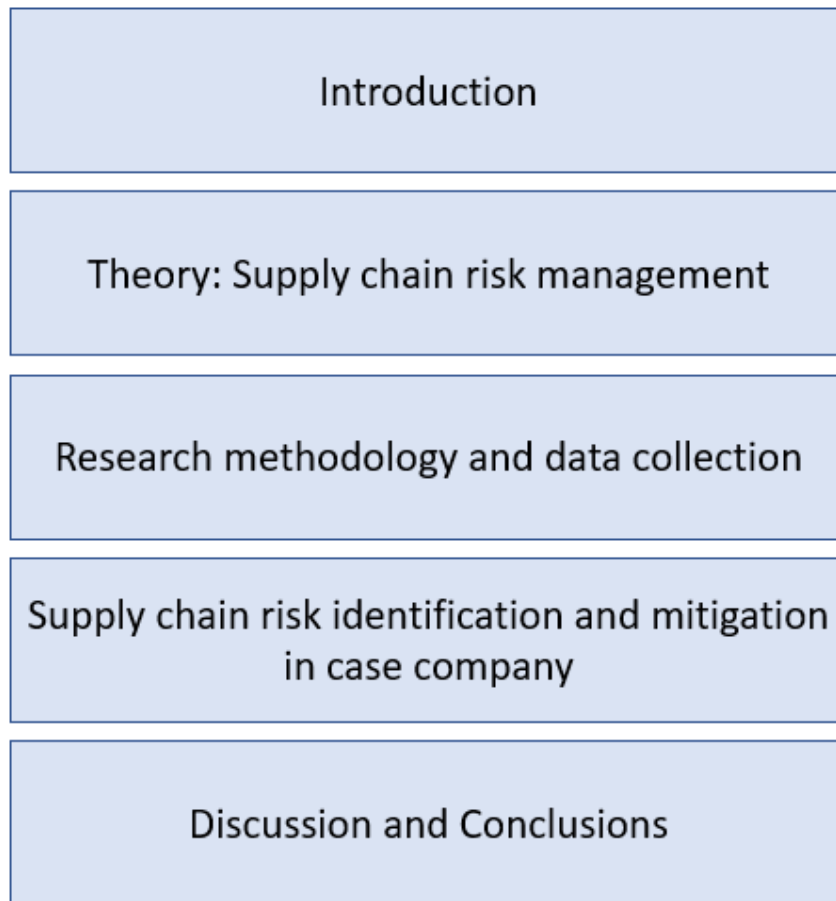 Introduction
Theory: Supply chain risk management
Research methodology and data collection
Supply chain risk identification and mitigation
in case company
Discussion and Conclusions